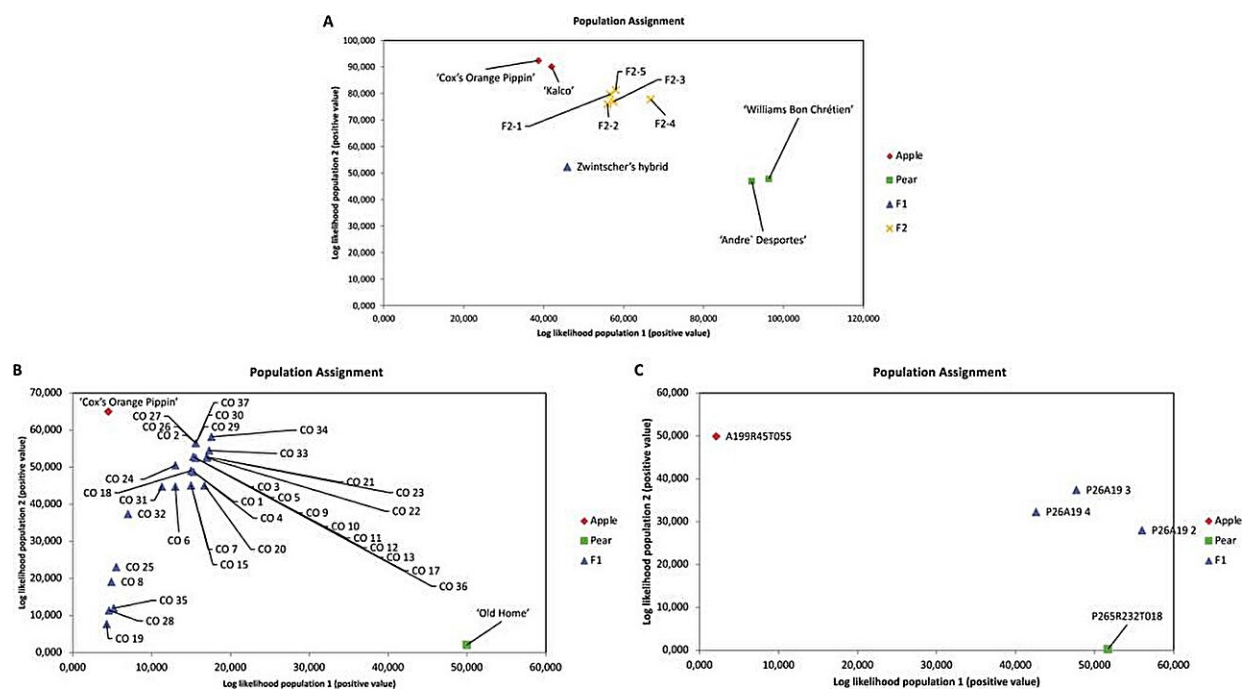 A
Population Assignment
Log likelihood population 2 (positive value)
100,000
90,000
80,000
70,000
60,000
50,000
40,000
30,000
20,000
10,000
0,000
'Cox's Orange Pippin'
'Kalco'
F2-5
F2-3
F2-1
F2-2
F2-4
'Williams Bon Chrétien'
Zwintscher's hybrid
'Andre` Desportes'
Apple
Pear
F1
F2
0,000 20,000 40,000 60,000 80,000 100,000 120,000
Log likelihood population 1 (positive value)
B
Population Assignment
Log likelihood population 2 (positive value)
70,000
60,000
50,000
40,000
30,000
20,000
10,000
0,000
'Cox's Orange Pippin'
CO 37
CO 27
CO 30
CO 26
CO 29
CO 2
CO 34
CO 33
CO 24
CO 21
CO 3
CO 23
CO 18
CO 5
CO 31
CO 1
CO 22
CO 32
CO 4
CO 9
CO 10
CO 6
CO 11
CO 7
CO 20
CO 12
CO 13
CO 15
CO 17
CO 25
CO 36
CO 8
CO 35
CO 28
CO 19
'Old Home'
Apple
Pear
F1
0,000 10,000 20,000 30,000 40,000 50,000 60,000
Log likelihood population 1 (positive value)
C
Population Assignment
Log likelihood population 2 (positive value)
60,000
50,000
40,000
30,000
20,000
10,000
0,000
A199R45T055
P26A19 3
P26A19 4
P26A19 2
P265R232T018
Apple
Pear
F1
0,000 10,000 20,000 30,000 40,000 50,000 60,000
Log likelihood population 1 (positive value)